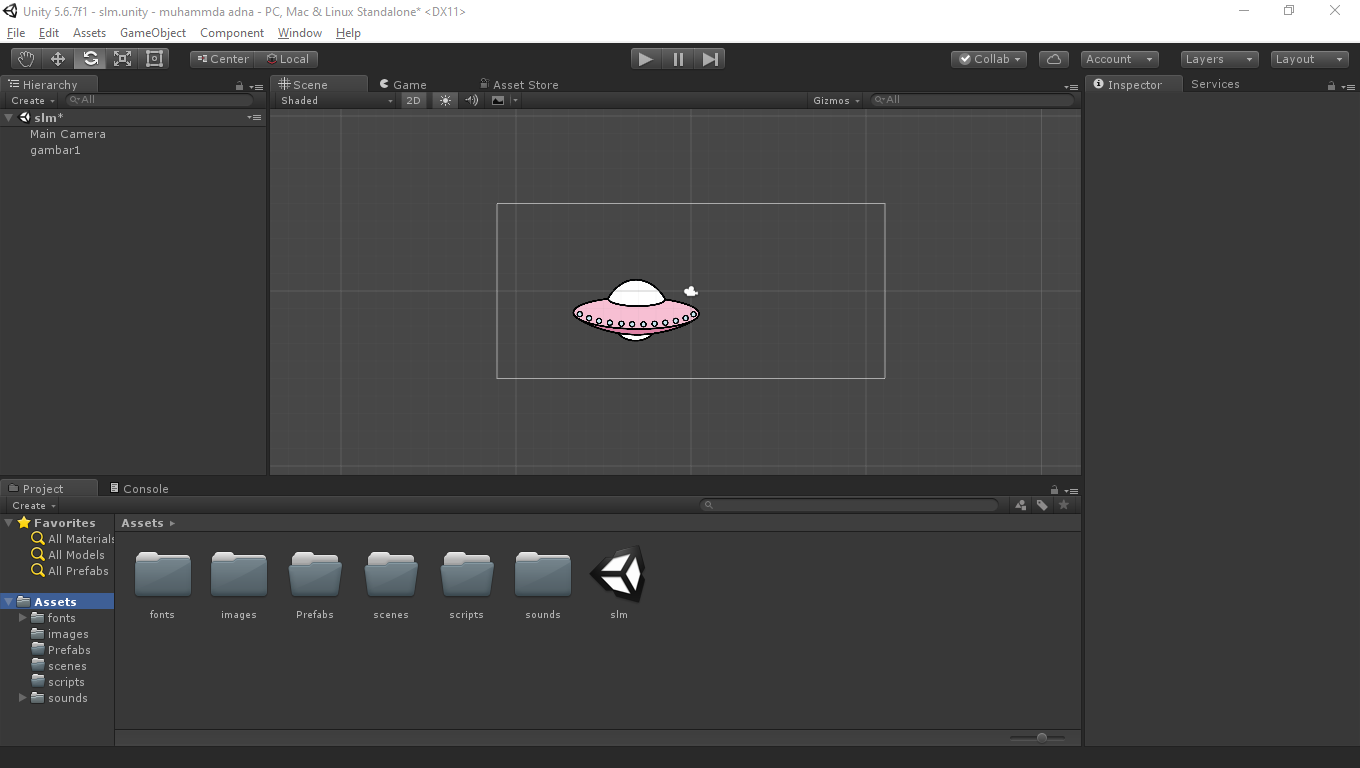 Unity 5.6.7f1 - slm.unity - muhammda adna - PC, Mac & Linux Standalone* <DX11>
File Edit Assets GameObject Component Window Help
Center Local Collab Account Layers Layout
Hierarchy
Create All
slm*
Main Camera
gambar1
Scene Game Asset Store
Shaded 2D Gizmos All
Inspector Services
Project Console
Create
Favorites
All Materials
All Models
All Prefabs
Assets
fonts
images
Prefabs
scenes
scripts
sounds
Assets
fonts images Prefabs scenes scripts sounds slm